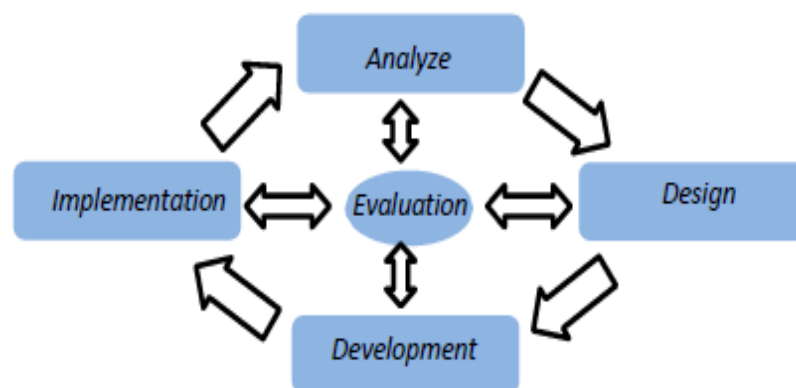 Analyze
Implementation
Evaluation
Design
Development